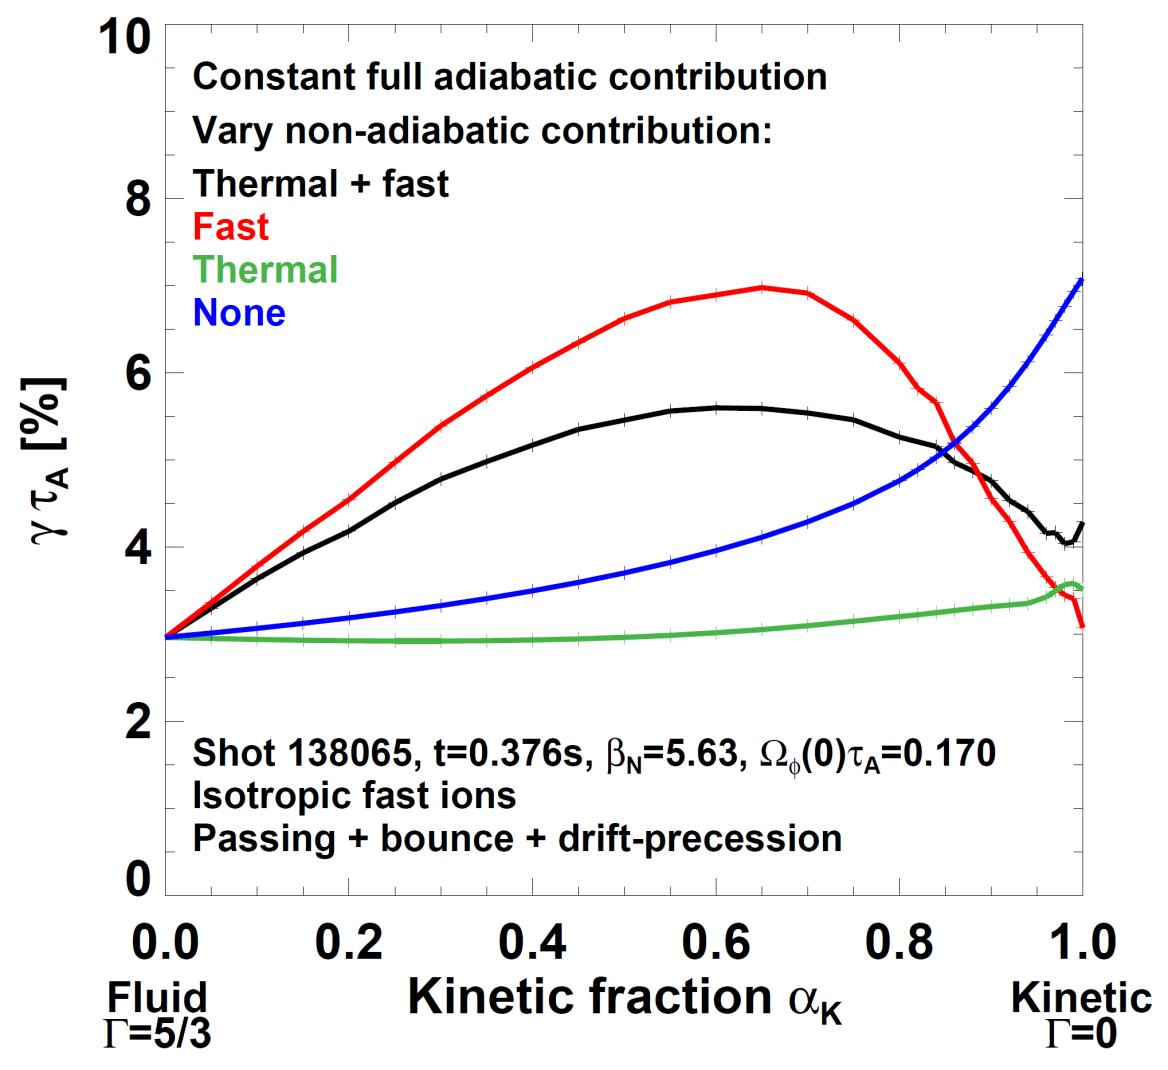 10
8
6
4
2
0
γ τA [%]
Constant full adiabatic contribution
Vary non-adiabatic contribution:
Thermal + fast
Fast
Thermal
None
Shot 138065, t=0.376s, βN=5.63, Ωϕ(0)τA=0.170
Isotropic fast ions
Passing + bounce + drift-precession
0.0 0.2 0.4 0.6 0.8 1.0
Fluid Kinetic fraction αK Kinetic
Γ=5/3 Γ=0